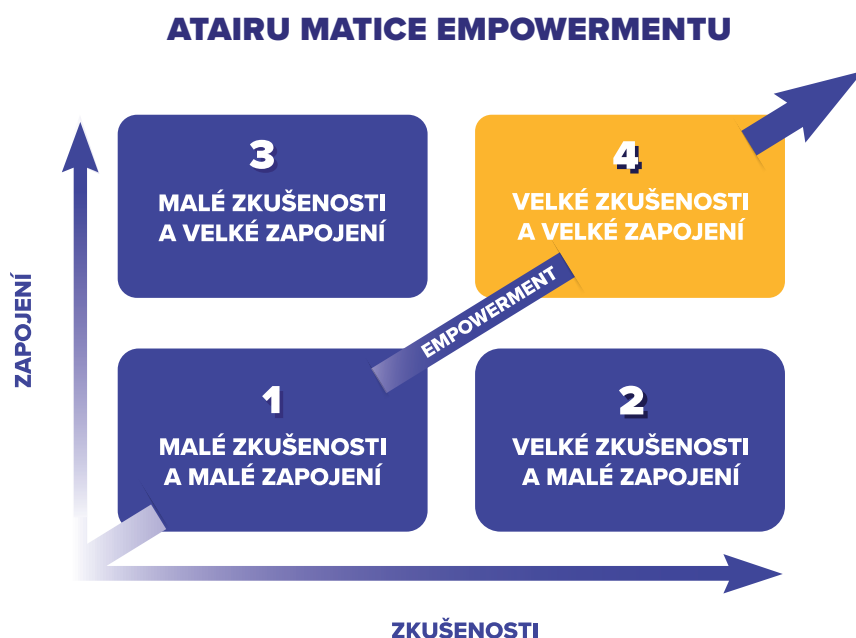 ATAIRU MATICE EMPOWERMENTU
3
MALÉ ZKUŠENOSTI
A VELKÉ ZAPOJENÍ
4
VELKÉ ZKUŠENOSTI
A VELKÉ ZAPOJENÍ
ZAPOJENÍ
EMPOWERMENT
1
MALÉ ZKUŠENOSTI
A MALÉ ZAPOJENÍ
2
VELKÉ ZKUŠENOSTI
A MALÉ ZAPOJENÍ
ZKUŠENOSTI